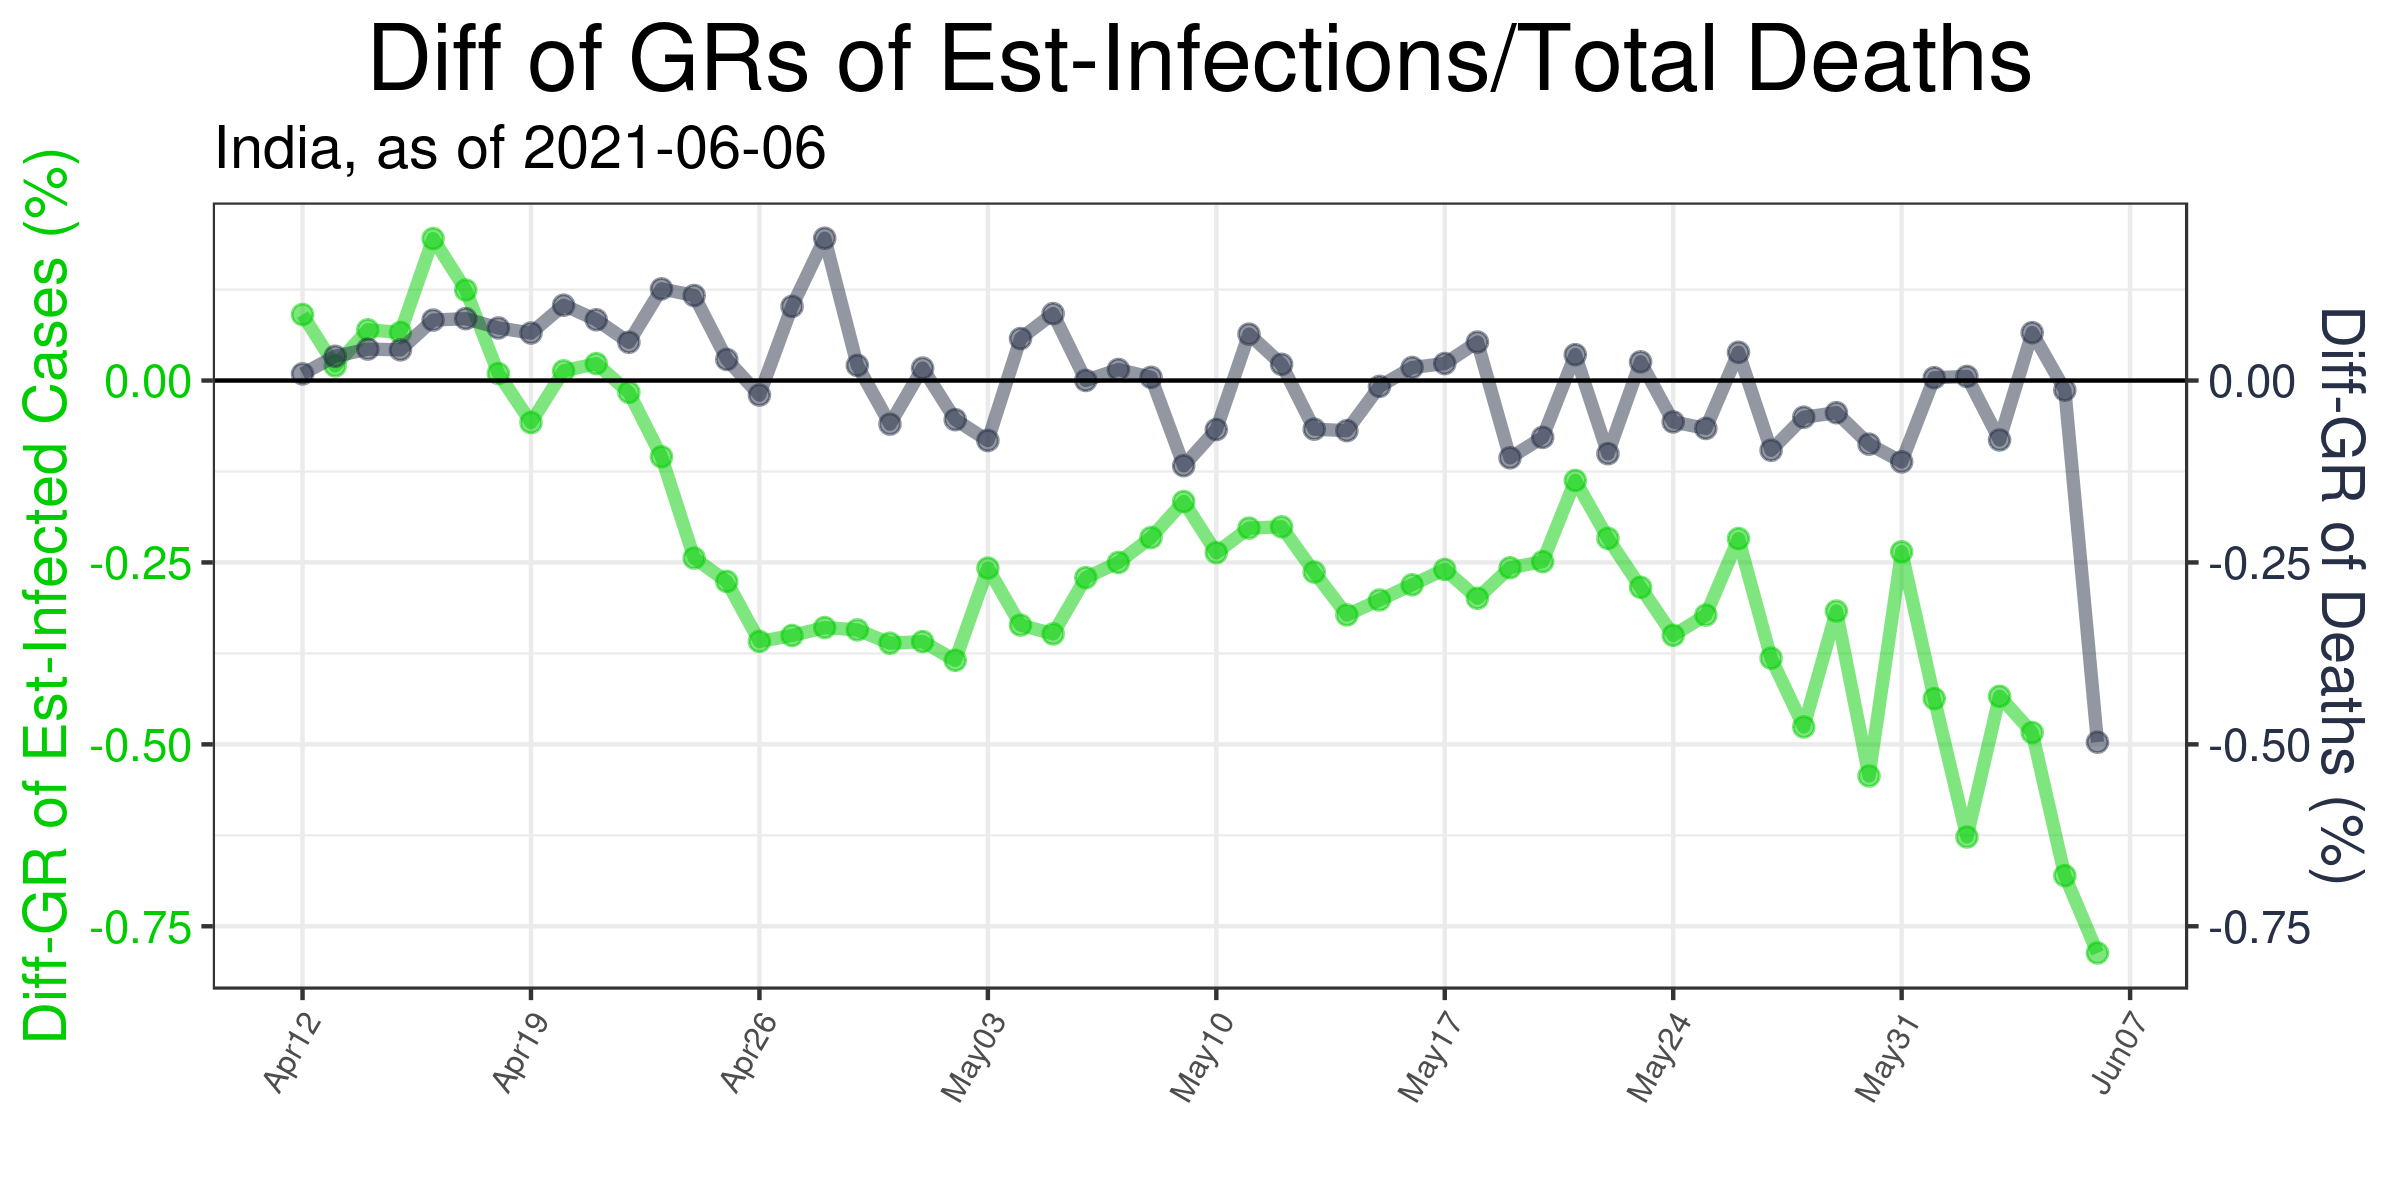 Diff of GRs of Est-Infections/Total Deaths
India, as of 2021-06-06
Diff-GR of Est-Infected Cases (%)
0.00
-0.25
-0.50
-0.75
0.00
-0.25
-0.50
-0.75
Diff-GR of Deaths (%)
Apr12
Apr19
Apr26
May03
May10
May17
May24
May31
Jun07